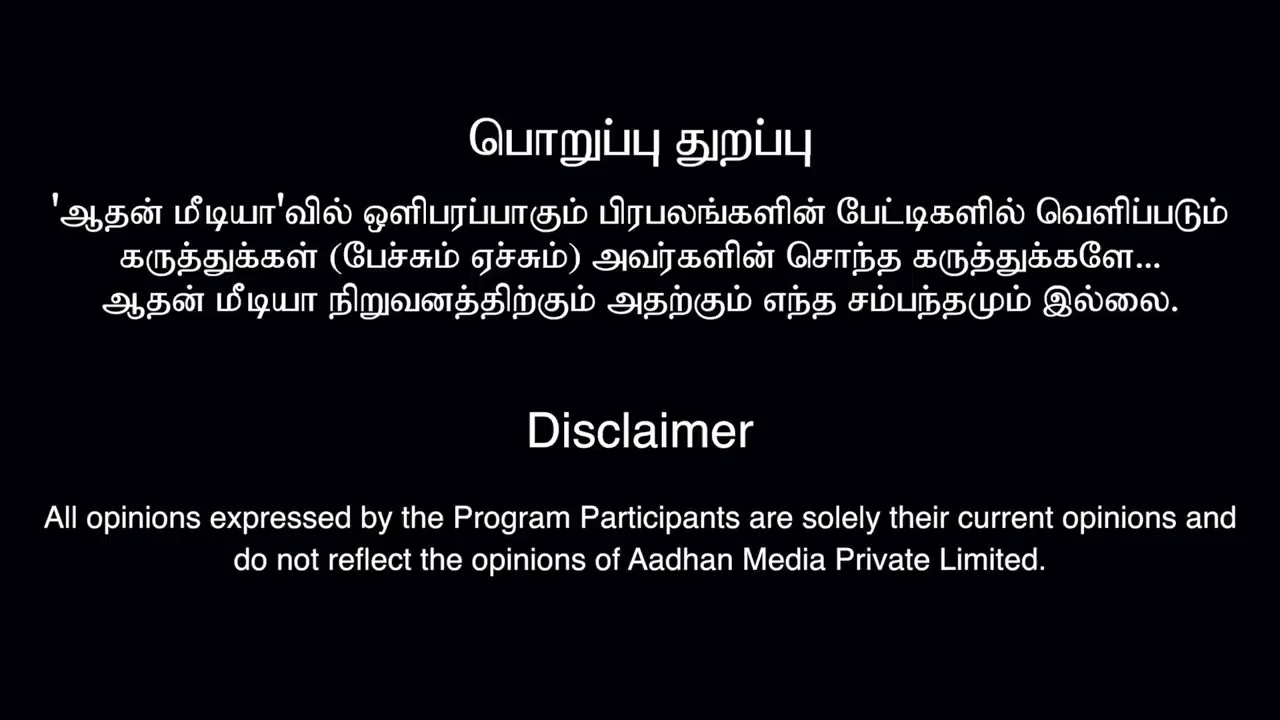 பொறுப்பு துறப்பு
'ஆதன் மீடியா'வில் ஒளிபரப்பாகும் பிரபலங்களின் பேட்டிகளில் வெளிப்படும்
கருத்துக்கள் (பேச்சும் ஏச்சும்) அவர்களின் சொந்த கருத்துக்களே...
ஆதன் மீடியா நிறுவனத்திற்கும் அதற்கும் எந்த சம்பந்தமும் இல்லை.
Disclaimer
All opinions expressed by the Program Participants are solely their current opinions and
do not reflect the opinions of Aadhan Media Private Limited.